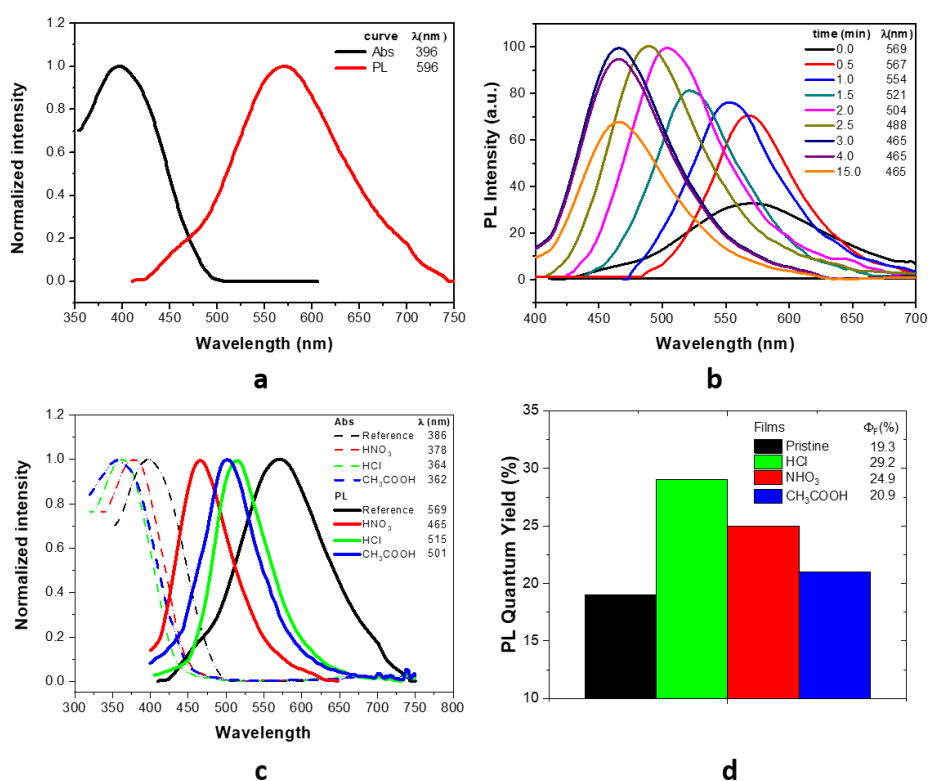 curve λ(nm)
Abs 396
PL 596
Normalized intensity
1.2
1.0
0.8
0.6
0.4
0.2
0.0
350 400 450 500 550 600 650 700 750
Wavelength (nm)
a
time (min) λ(nm)
0.0 569
0.5 567
1.0 554
1.5 521
2.0 504
2.5 488
3.0 465
4.0 465
15.0 465
PL Intensity (a.u.)
100
80
60
40
20
0
400 450 500 550 600 650 700
Wavelength (nm)
b
Abs λ (nm)
Reference 386
HNO₃ 378
HCl 364
CH₃COOH 362
PL
Reference 569
HNO₃ 465
HCl 515
CH₃COOH 501
Normalized intensity
1.2
1.0
0.8
0.6
0.4
0.2
0.0
300 350 400 450 500 550 600 650 700 750 800
Wavelength
c
Films Φ_F(%)
Pristine 19.3
HCl 29.2
NHO₃ 24.9
CH₃COOH 20.9
PL Quantum Yield (%)
35
30
25
20
15
10
d